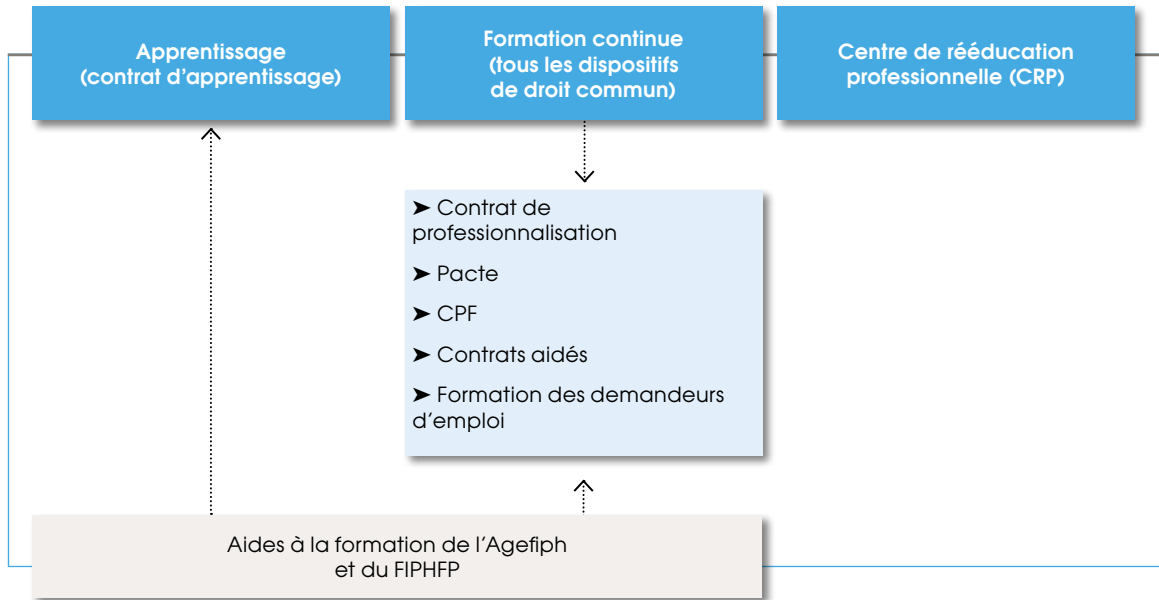 Apprentissage
(contrat d’apprentissage)
Formation continue
(tous les dispositifs
de droit commun)
Centre de rééducation
professionnelle (CRP)
➤ Contrat de
professionnalisation
➤ Pacte
➤ CPF
➤ Contrats aidés
➤ Formation des demandeurs
d’emploi
Aides à la formation de l’Agefiph
et du FIPHFP